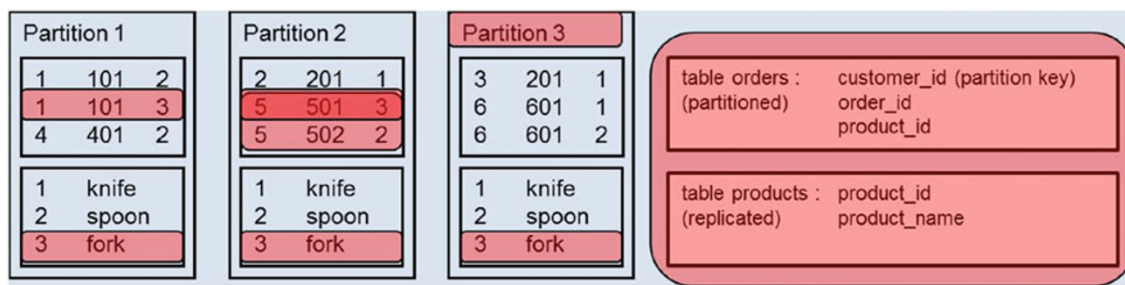 Partition 1
1 101 2
1 101 3
4 401 2
1 knife
2 spoon
3 fork
Partition 2
2 201 1
5 501 3
5 502 2
1 knife
2 spoon
3 fork
Partition 3
3 201 1
6 601 1
6 601 2
1 knife
2 spoon
3 fork
table orders : customer_id (partition key)
(partitioned) order_id
product_id
table products : product_id
(replicated) product_name